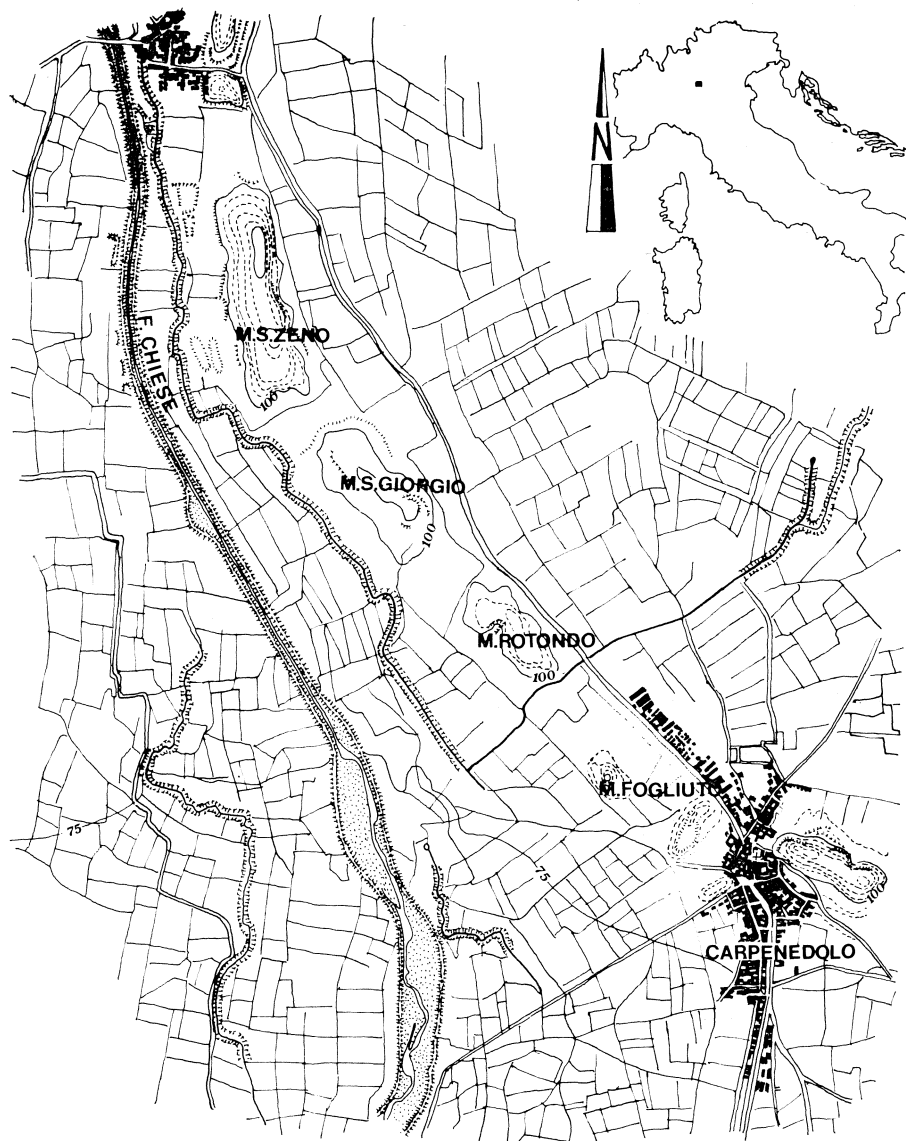 N
F. CHIESE
M.S.ZENO
100
M.S.GIORGIO
100
M.ROTONDO
100
M.FOGLIUTO
75
75
100
CARPENEDOLO